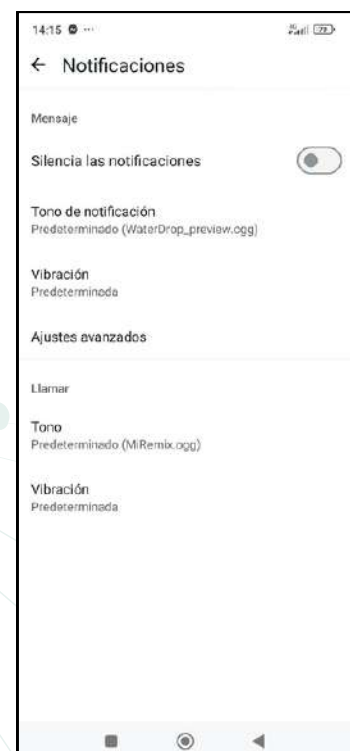 14:15
Notificaciones
Mensaje
Silencia las notificaciones
Tono de notificación
Predeterminado (WaterDrop_preview.ogg)
Vibración
Predeterminada
Ajustes avanzados
Llamar
Tono
Predeterminado (MiRemix.ogg)
Vibración
Predeterminada